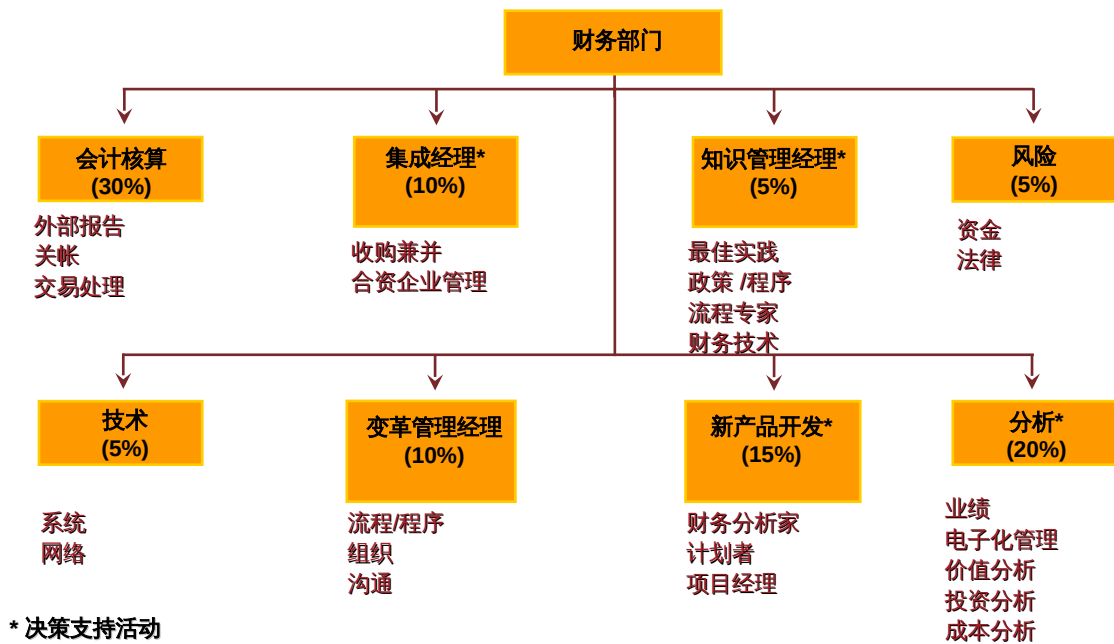 财务部门
会计核算
(30%)
外部报告
关帐
交易处理
集成经理*
(10%)
收购兼并
合资企业管理
知识管理经理*
(5%)
最佳实践
政策 /程序
流程专家
财务技术
风险
(5%)
资金
法律
技术
(5%)
系统
网络
变革管理经理
(10%)
流程/程序
组织
沟通
新产品开发*
(15%)
财务分析家
计划者
项目经理
分析*
(20%)
业绩
电子化管理
价值分析
投资分析
成本分析
* 决策支持活动